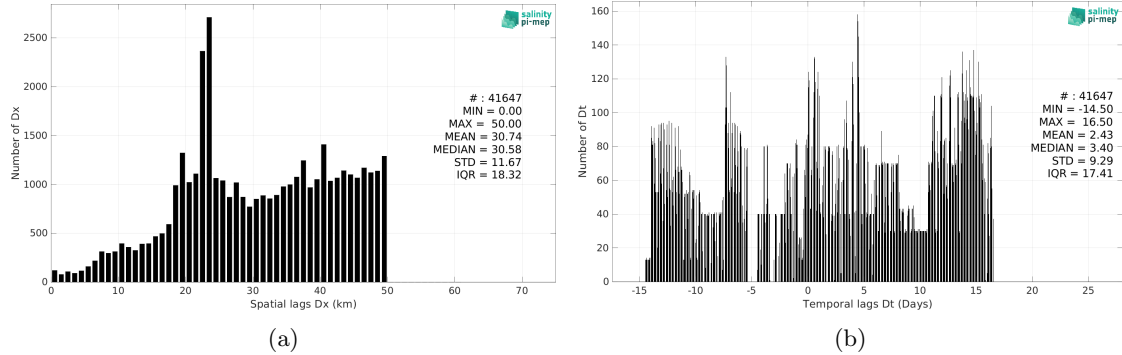 salinity
pi-mep
# : 41647
MIN = 0.00
MAX = 50.00
MEAN = 30.74
MEDIAN = 30.58
STD = 11.67
IQR = 18.32
Number of Dx
2500
2000
1500
1000
500
0
0 10 20 30 40 50 60 70
Spatial lags Dx (km)
(a)
salinity
pi-mep
# : 41647
MIN = -14.50
MAX = 16.50
MEAN = 2.43
MEDIAN = 3.40
STD = 9.29
IQR = 17.41
Number of Dt
160
140
120
100
80
60
40
20
0
-15 -10 -5 0 5 10 15 20 25
Temporal lags Dt (Days)
(b)